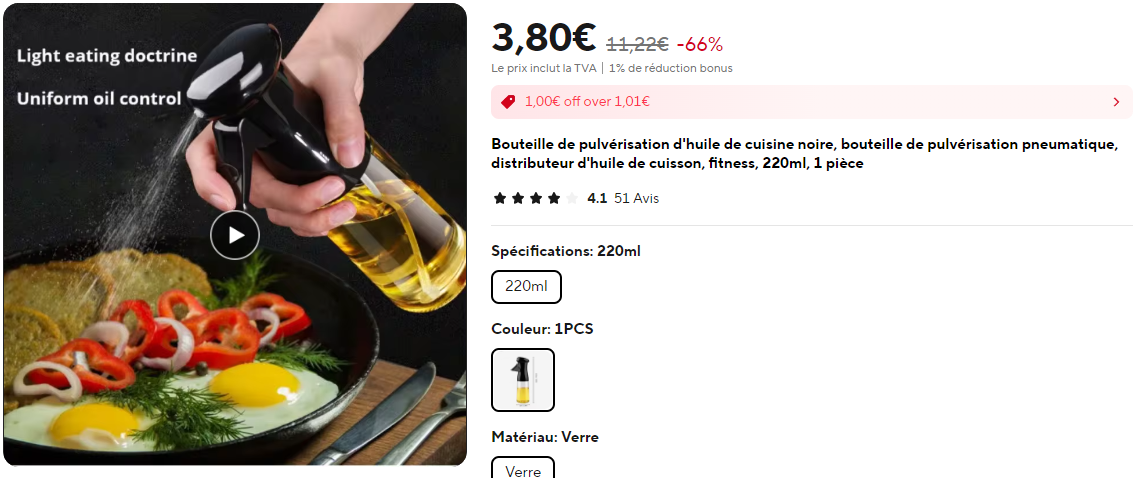 Light eating doctrine
Uniform oil control
3,80€ 11,22€ -66%
Le prix inclut la TVA | 1% de réduction bonus
1,00€ off over 1,01€
Bouteille de pulvérisation d'huile de cuisine noire, bouteille de pulvérisation pneumatique,
distributeur d'huile de cuisson, fitness, 220ml, 1 pièce
4.1 51 Avis
Spécifications: 220ml
220ml
Couleur: 1PCS
Matériau: Verre
Verre